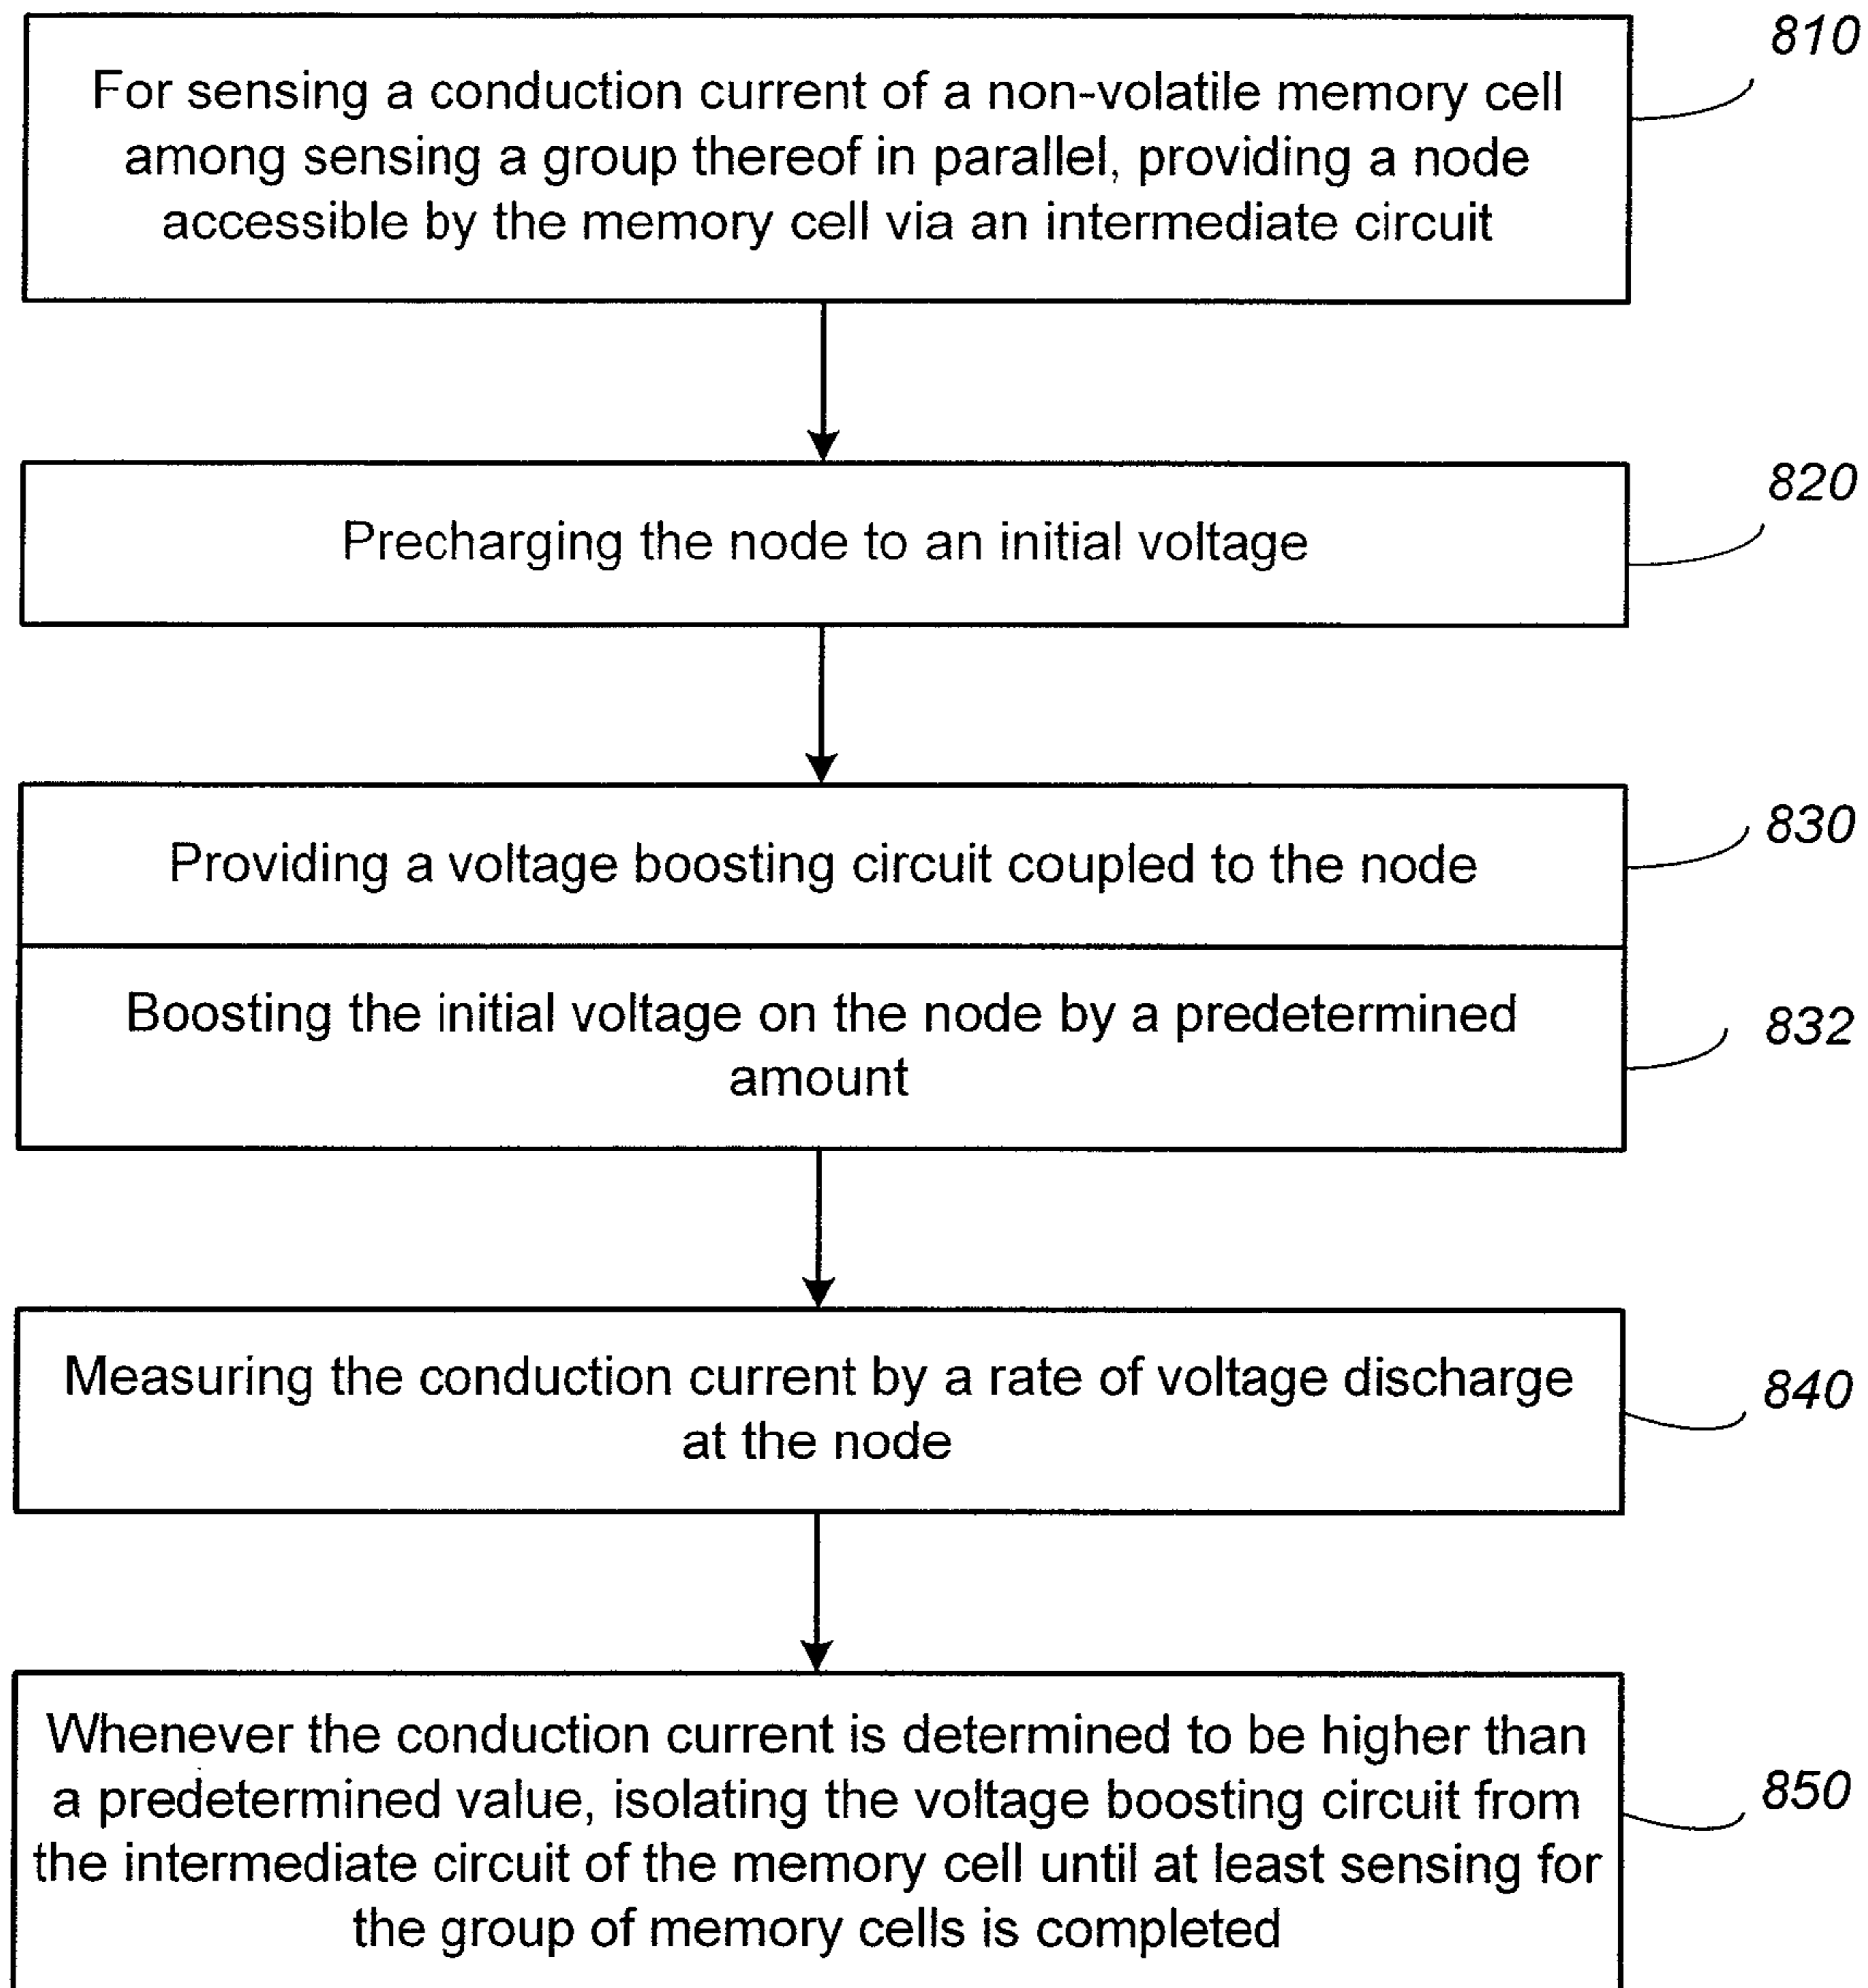 810
For sensing a conduction current of a non-volatile memory cell
among sensing a group thereof in parallel, providing a node
accessible by the memory cell via an intermediate circuit
820
Precharging the node to an initial voltage
830
Providing a voltage boosting circuit coupled to the node
Boosting the initial voltage on the node by a predetermined
amount
832
Measuring the conduction current by a rate of voltage discharge
at the node
840
Whenever the conduction current is determined to be higher than
a predetermined value, isolating the voltage boosting circuit from
the intermediate circuit of the memory cell until at least sensing for
the group of memory cells is completed
850